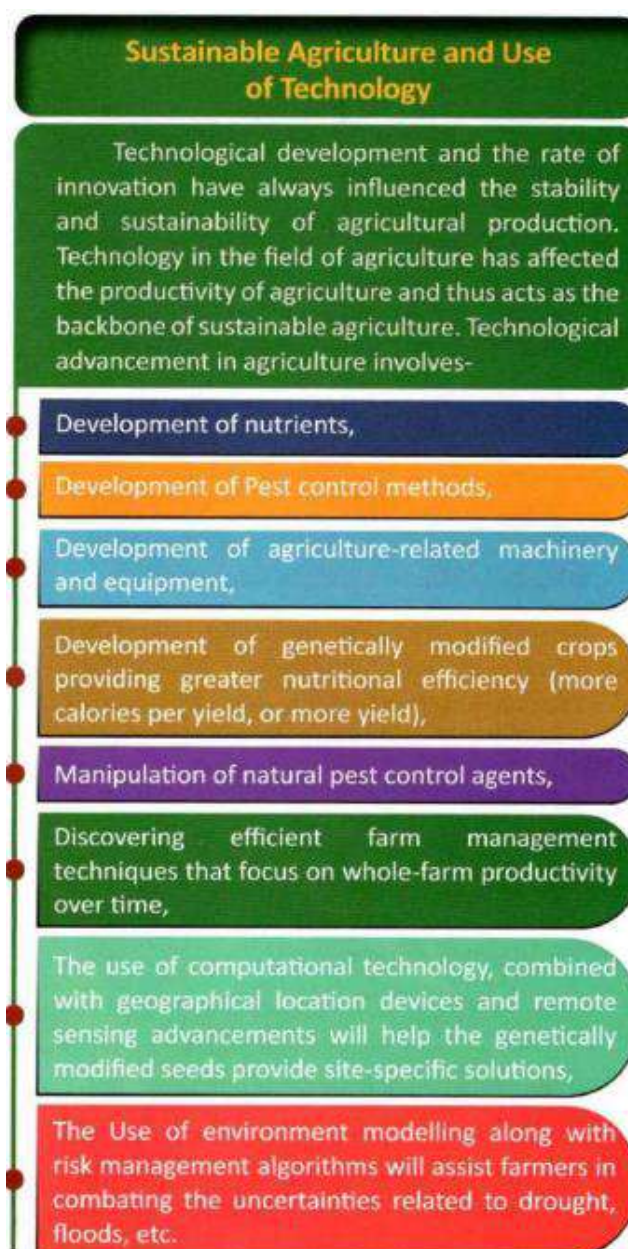 Sustainable Agriculture and Use
of Technology
Technological development and the rate of
innovation have always influenced the stability
and sustainability of agricultural production.
Technology in the field of agriculture has affected
the productivity of agriculture and thus acts as the
backbone of sustainable agriculture. Technological
advancement in agriculture involves-
Development of nutrients,
Development of Pest control methods,
Development of agriculture-related machinery
and equipment,
Development of genetically modified crops
providing greater nutritional efficiency (more
calories per yield, or more yield),
Manipulation of natural pest control agents,
Discovering efficient farm management
techniques that focus on whole-farm productivity
over time,
The use of computational technology, combined
with geographical location devices and remote
sensing advancements will help the genetically
modified seeds provide site-specific solutions,
The Use of environment modelling along with
risk management algorithms will assist farmers in
combating the uncertainties related to drought,
floods, etc.